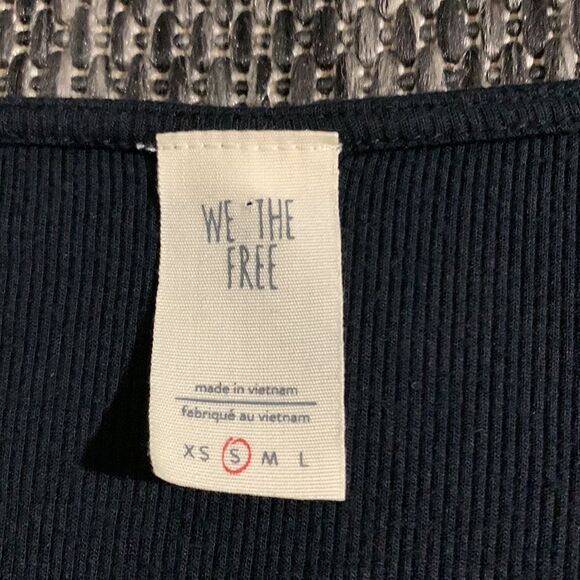 WE THE
FREE
made in vietnam
fabriqué au vietnam
XS S M L